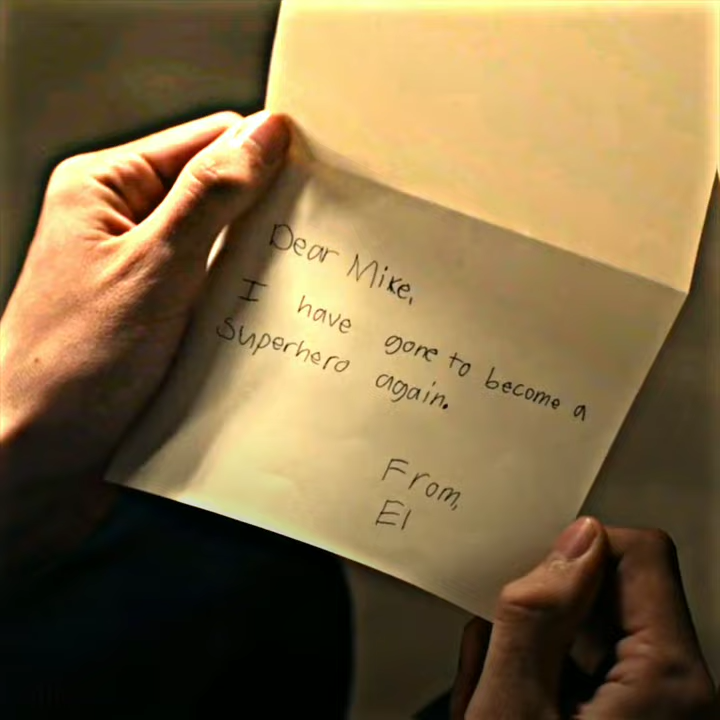 Dear Mike,
I have gone to become a
Superhero again.
From,
El